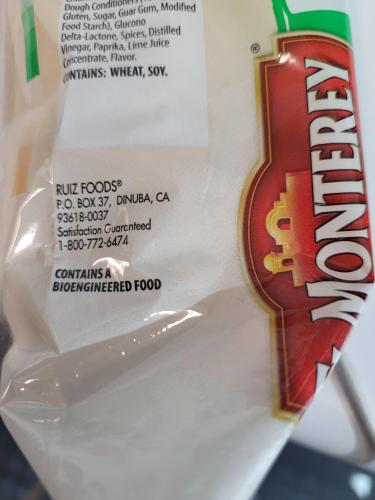 Dough Conditioners
Gluten, Sugar, Guar Gum, Modified
Food Starch), Glucono
Delta-Lactone, Spices, Distilled
Vinegar, Paprika, Lime Juice
Concentrate, Flavor.
CONTAINS: WHEAT, SOY.
RUIZ FOODS®
P.O. BOX 37, DINUBA, CA
93618-0037
Satisfaction Guaranteed
1-800-772-6474
CONTAINS A
BIOENGINEERED FOOD
®
MONTEREY